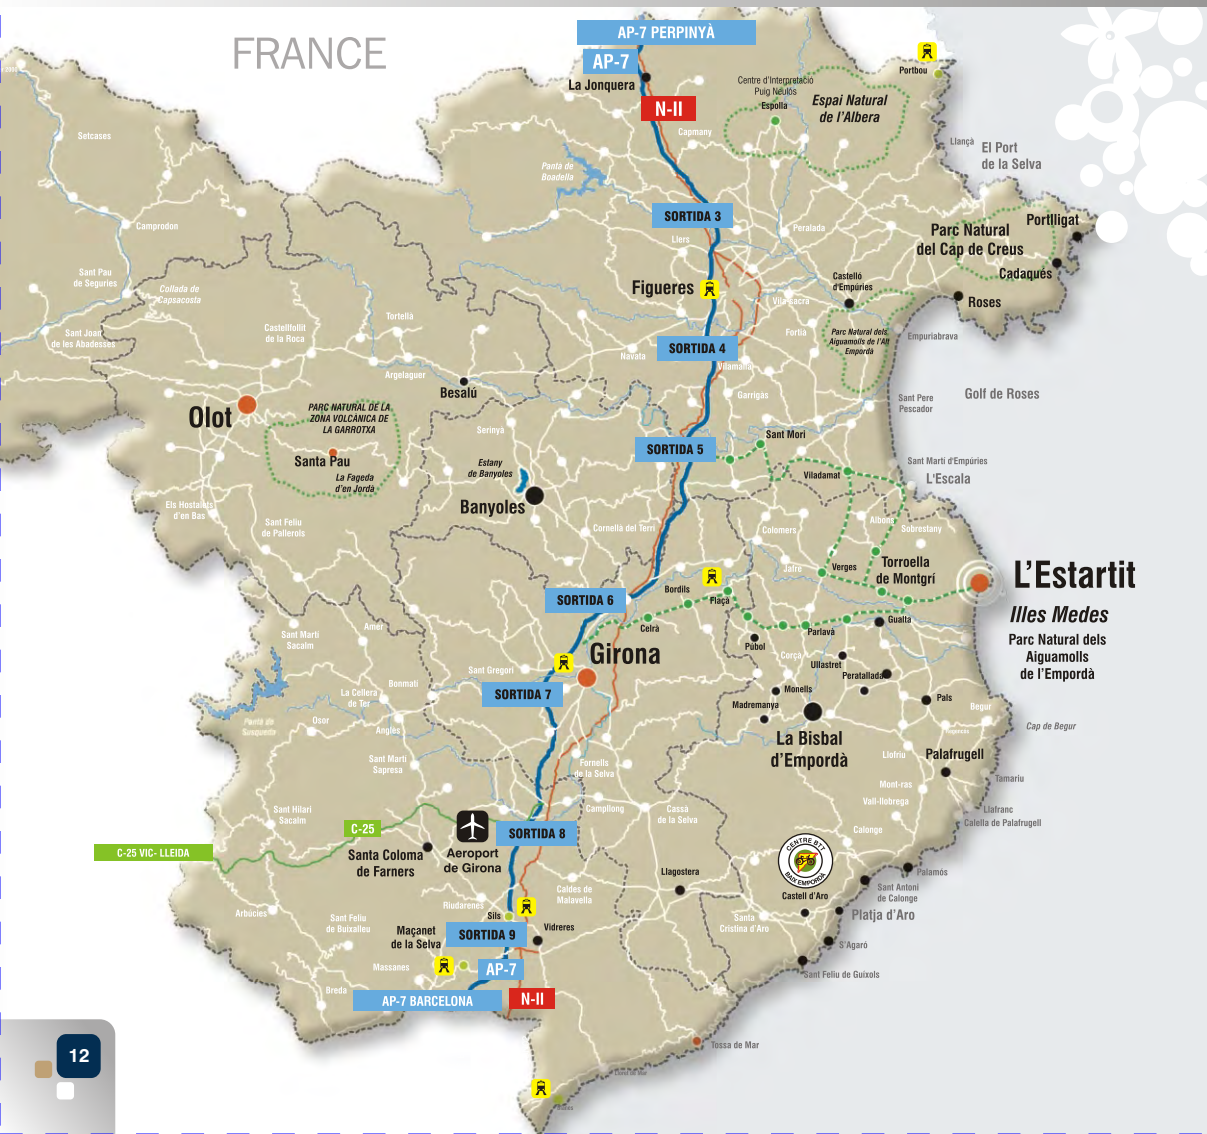 FRANCE
AP-7 PERPINYÀ
AP-7
La Jonquera
N-II
Portbou
Centre d'Interpretació
Puig Neulós
Espolla
Espai Natural
de l'Albera
Capmany
Llançà
El Port
de la Selva
Setcases
Pantà de
Boadella
SORTIDA 3
Camprodon
Llers
Peralada
Parc Natural
del Cap de Creus
Portlligat
Cadaqués
Sant Pau
de Segúries
Collada de
Capsacosta
Figueres
Castelló
d'Empúries
Vila-sacra
Roses
Tortellà
Castellfollit
de la Roca
Sant Joan
de les Abadesses
Fortià
Parc Natural dels
Aiguamolls de l'Alt
Empordà
Empuriabrava
Navata
SORTIDA 4
Vilamalla
Argelaguer
Besalú
Garrigàs
Sant Pere
Pescador
Golf de Roses
Olot
PARC NATURAL DE LA
ZONA VOLCÀNICA DE
LA GARROTXA
Serinyà
Sant Mori
SORTIDA 5
Santa Pau
La Fageda
d'en Jordà
Estany
de Banyoles
Viladamat
Sant Martí d'Empúries
L'Escala
Banyoles
Els Hostalets
d'en Bas
Sant Feliu
de Pallerols
Cornellà del Terri
Colomers
Albons
Sobrestany
Jafre
Verges
Torroella
de Montgrí
L'Estartit
Illes Medes
Parc Natural dels
Aiguamolls
de l'Empordà
SORTIDA 6
Bordils
Flaçà
Celrà
Gualta
Parlavà
Púbol
Amer
Sant Martí
Sacalm
Girona
Corçà
Ullastret
Peratallada
Sant Gregori
Bonmatí
SORTIDA 7
La Cellera
de Ter
Monells
Madremanya
Pals
Begur
Osor
Anglès
Pantà de
Susqueda
Cap de Begur
La Bisbal
d'Empordà
Llofriu
Palafrugell
Sant Martí
Sapresa
Fornells
de la Selva
Mont-ras
Tamariu
Vall-llobrega
Llafranc
Calella de Palafrugell
Sant Hilari
Sacalm
Campllong
Cassà
de la Selva
Calonge
C-25
C-25 VIC- LLEIDA
SORTIDA 8
Santa Coloma
de Farners
Aeroport
de Girona
CENTRE BTT
BAIX EMPORDÀ
Castell d'Aro
Llagostera
Palamós
Sant Antoni
de Calonge
Caldes de
Malavella
Riudarenes
Arbúcies
Sant Feliu
de Buixalleu
Sils
Santa
Cristina d'Aro
Platja d'Aro
Maçanet
de la Selva
SORTIDA 9
Vidreres
S'Agaró
Massanes
AP-7
Sant Feliu de Guíxols
Breda
AP-7 BARCELONA
N-II
Tossa de Mar
Lloret de Mar
Blanes
12